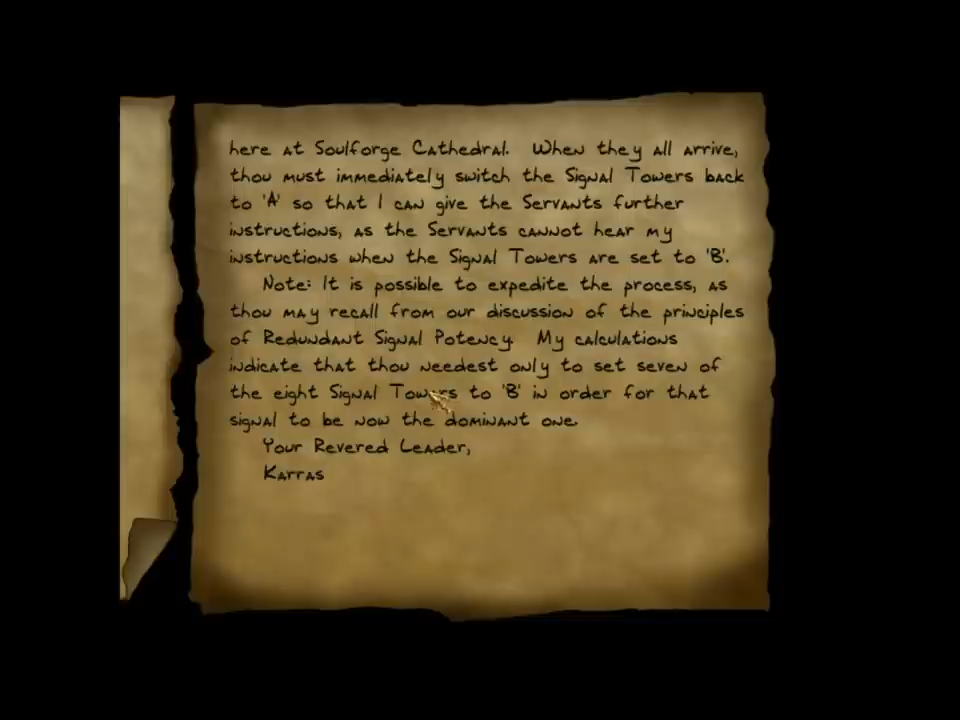 here at Soulforge Cathedral. When they all arrive,
thou must immediately switch the Signal Towers back
to 'A' so that I can give the Servants further
instructions, as the Servants cannot hear my
instructions when the Signal Towers are set to 'B'.
Note: It is possible to expedite the process, as
thou may recall from our discussion of the principles
of Redundant Signal Potency. My calculations
indicate that thou needest only to set seven of
the eight Signal Towers to 'B' in order for that
signal to be now the dominant one.
Your Revered Leader,
Karras